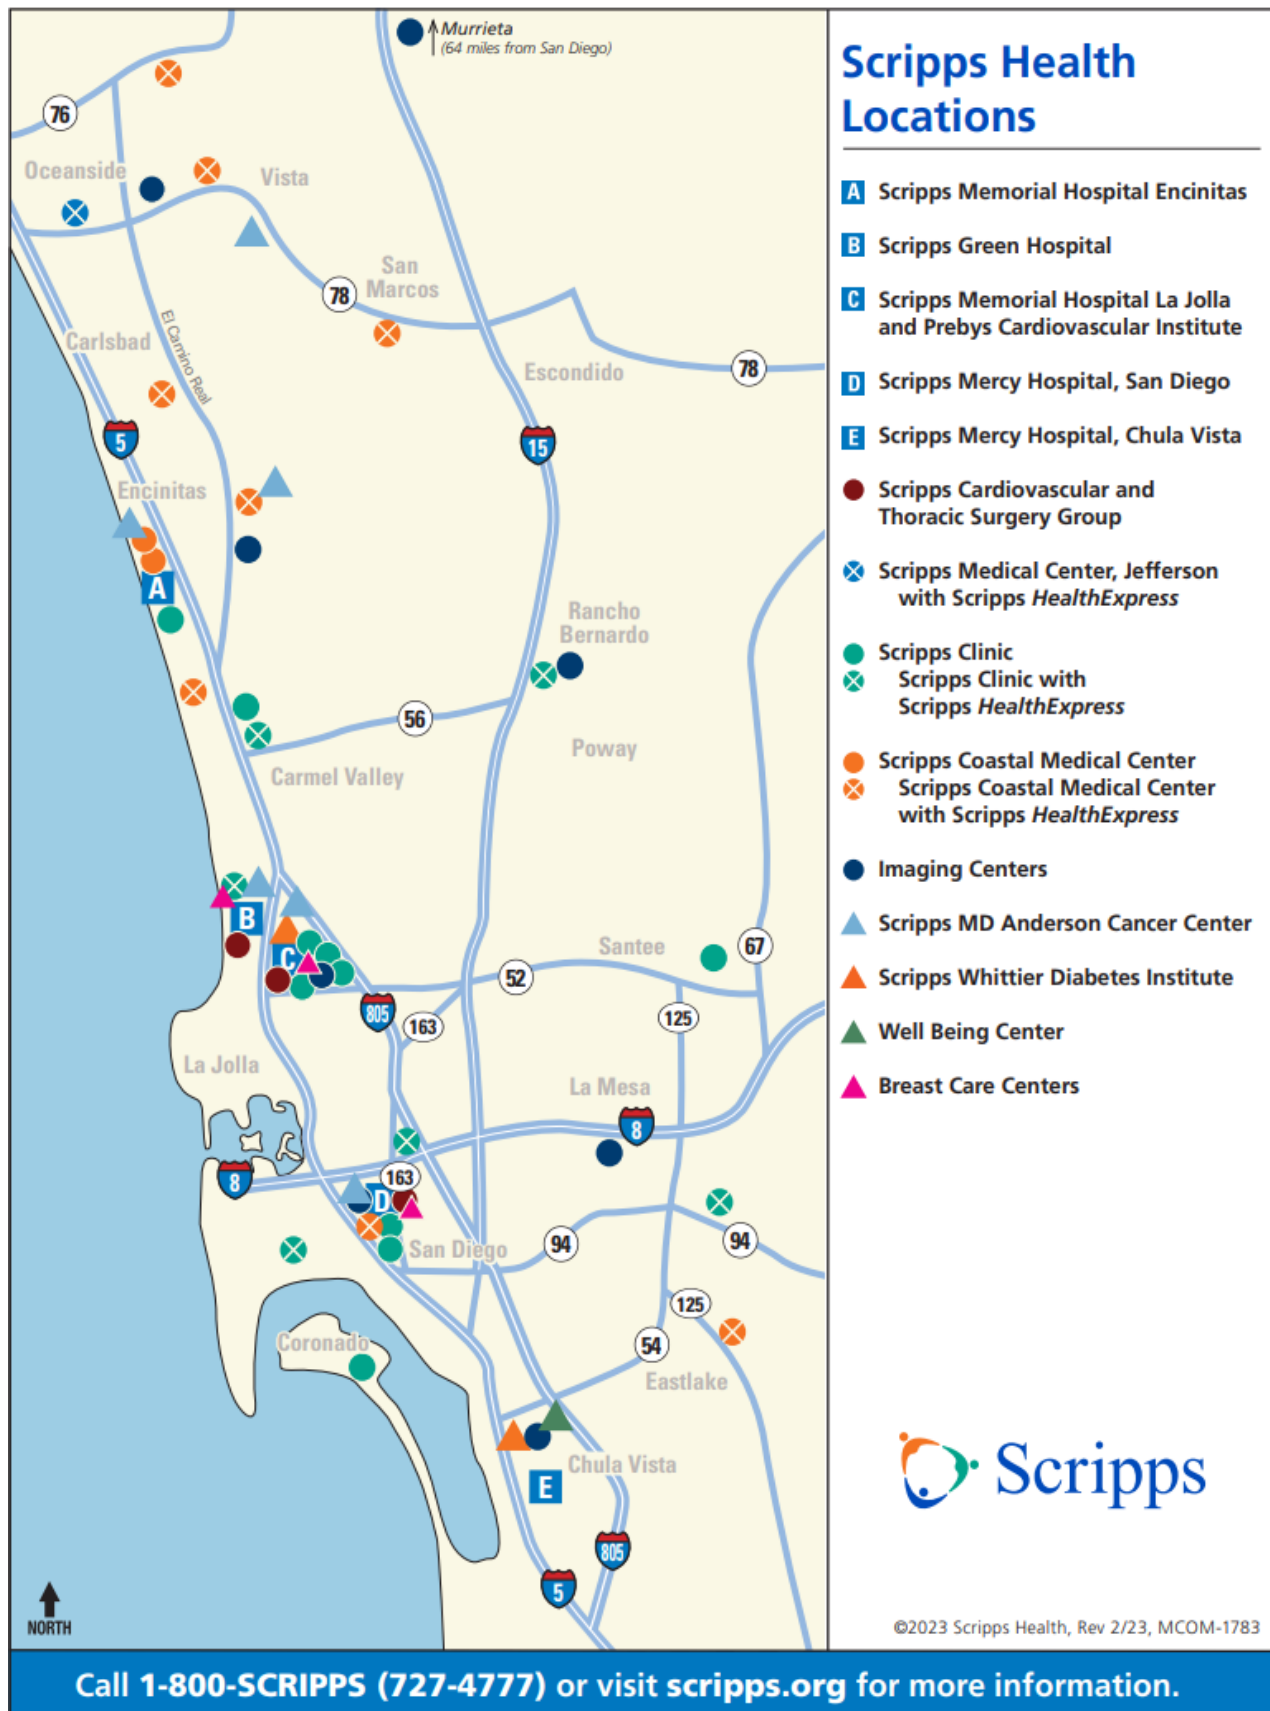 Murrieta
(64 miles from San Diego)
76
Oceanside
Vista
San
Marcos
78
Carlsbad
El Camino Real
Escondido
78
5
15
Encinitas
A
Rancho
Bernardo
56
Poway
Carmel Valley
B
C
Santee
67
52
805
163
125
La Jolla
La Mesa
8
8
163
D
San Diego
94
94
125
Coronado
54
Eastlake
Chula Vista
E
805
5
NORTH
Scripps Health
Locations
A Scripps Memorial Hospital Encinitas
B Scripps Green Hospital
C Scripps Memorial Hospital La Jolla
and Prebys Cardiovascular Institute
D Scripps Mercy Hospital, San Diego
E Scripps Mercy Hospital, Chula Vista
Scripps Cardiovascular and
Thoracic Surgery Group
Scripps Medical Center, Jefferson
with Scripps HealthExpress
Scripps Clinic
Scripps Clinic with
Scripps HealthExpress
Scripps Coastal Medical Center
Scripps Coastal Medical Center
with Scripps HealthExpress
Imaging Centers
Scripps MD Anderson Cancer Center
Scripps Whittier Diabetes Institute
Well Being Center
Breast Care Centers
Scripps
©2023 Scripps Health, Rev 2/23, MCOM-1783
Call 1-800-SCRIPPS (727-4777) or visit scripps.org for more information.